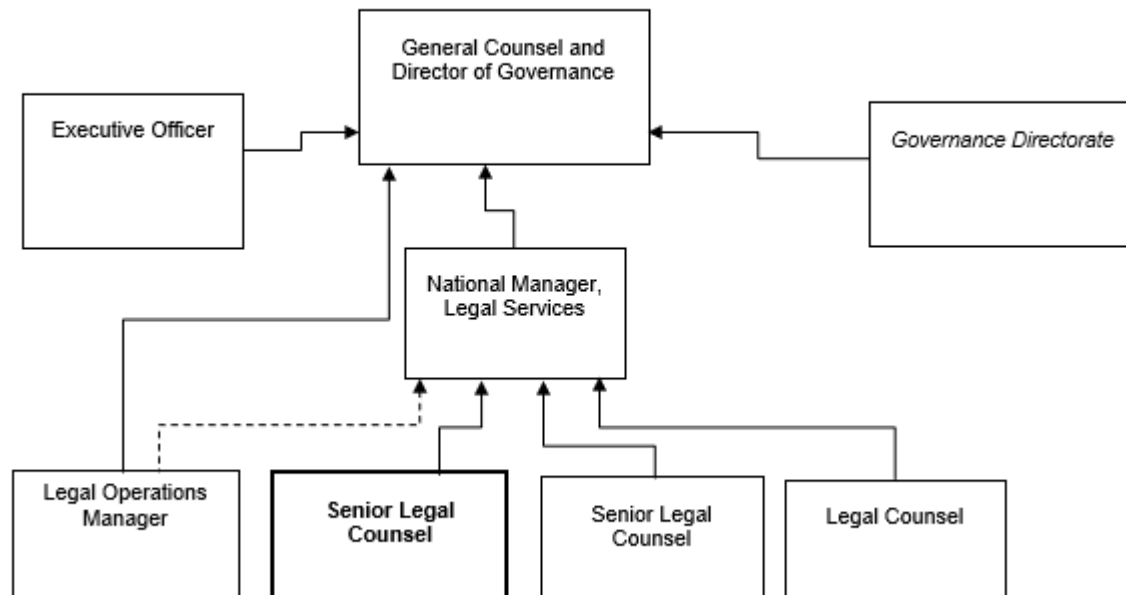 General Counsel and
Director of Governance
Executive Officer
Governance Directorate
National Manager,
Legal Services
Legal Operations
Manager
Senior Legal
Counsel
Senior Legal
Counsel
Legal Counsel